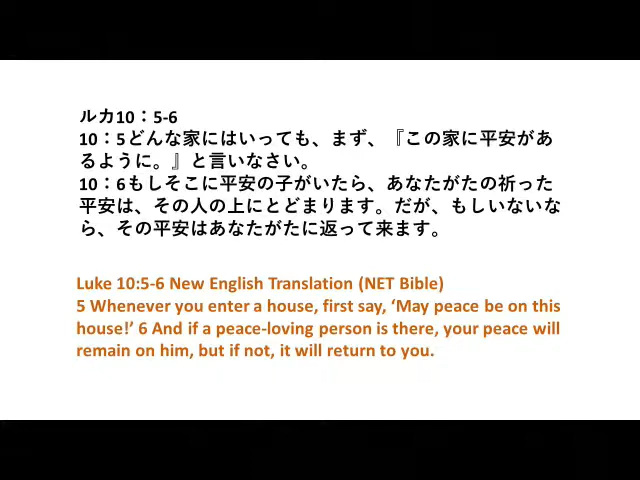 ルカ10：5-6
10：5どんな家にはいっても、まず、『この家に平安があ
るように。』と言いなさい。
10：6もしそこに平安の子がいたら、あなたがたの祈った
平安は、その人の上にとどまります。だが、もしいないな
ら、その平安はあなたがたに返って来ます。
Luke 10:5-6 New English Translation (NET Bible)
5 Whenever you enter a house, first say, ‘May peace be on this
house!’ 6 And if a peace-loving person is there, your peace will
remain on him, but if not, it will return to you.